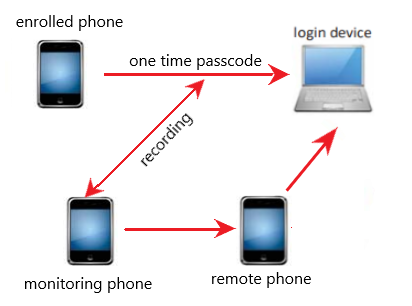 enrolled phone
login device
one time passcode
recording
monitoring phone
remote phone